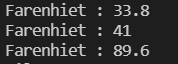 Farenhiet : 33.8
Farenhiet : 41
Farenhiet : 89.6